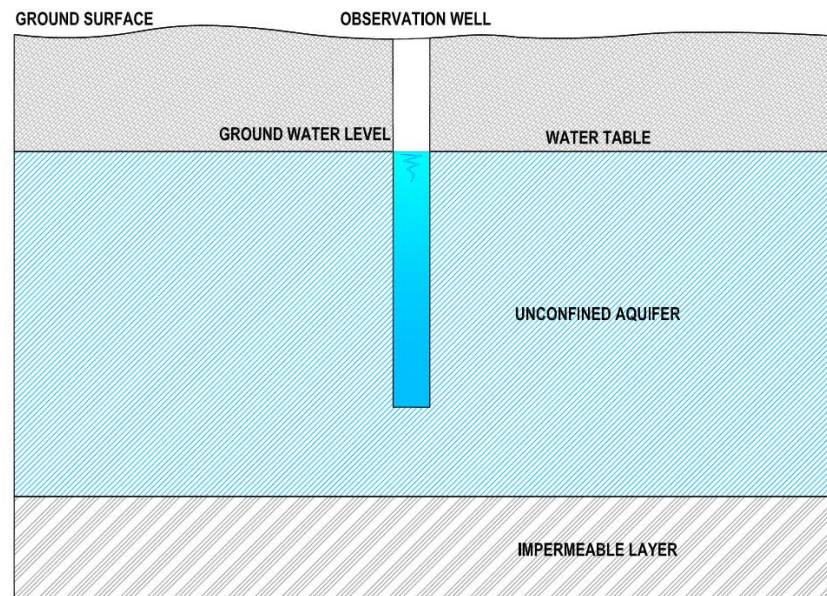 GROUND SURFACE
OBSERVATION WELL
GROUND WATER LEVEL
WATER TABLE
UNCONFINED AQUIFER
IMPERMEABLE LAYER